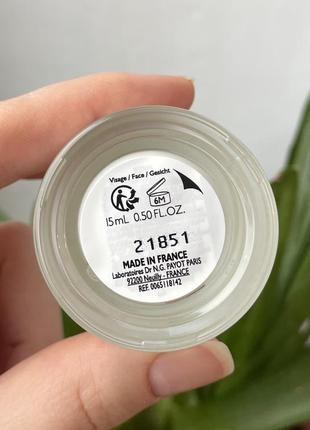 Visage / Face / Gesicht
6M
15mL 0.50 FL.OZ.
21851
MADE IN FRANCE
Laboratoires Dr N.G. PAYOT PARIS
92200 Neuilly - FRANCE
REF. 0065118142